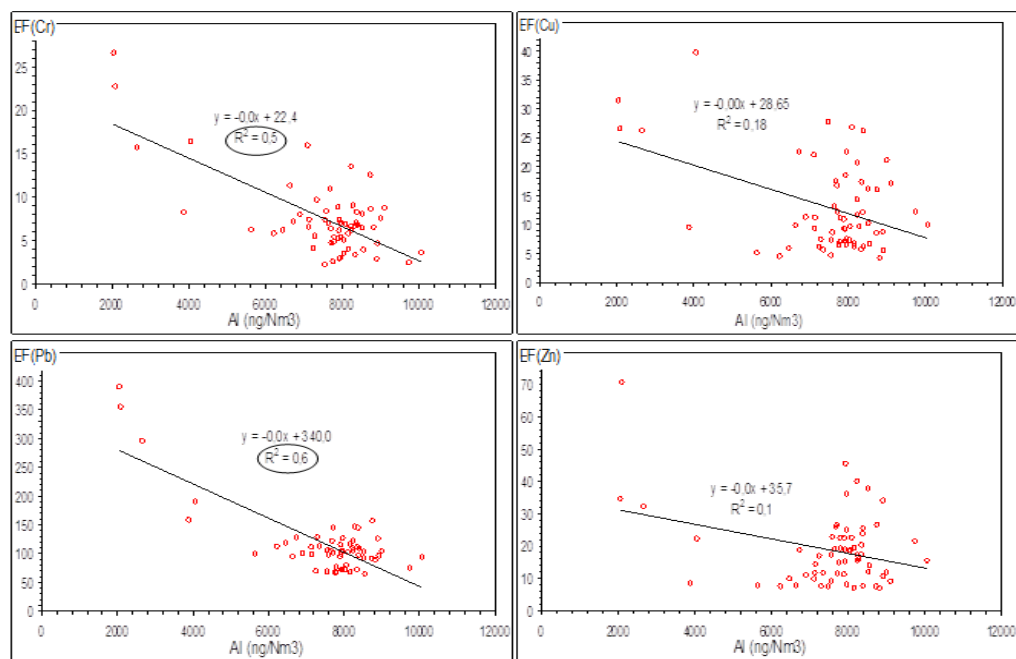 EF(Cr)
25
20
15
10
5
0
y = -0,0x + 22,4
R² = 0,5
0 2000 4000 6000 8000 10000 12000
Al (ng/Nm3)
EF(Cu)
40
35
30
25
20
15
10
5
0
y = -0,00x + 28,65
R² = 0,18
0 2000 4000 6000 8000 10000 12000
Al (ng/Nm3)
EF(Pb)
400
350
300
250
200
150
100
50
0
y = -0,0x + 340,0
R² = 0,6
0 2000 4000 6000 8000 10000 12000
Al (ng/Nm3)
EF(Zn)
70
60
50
40
30
20
10
0
y = -0,0x + 35,7
R² = 0,1
0 2000 4000 6000 8000 10000 12000
Al (ng/Nm3)